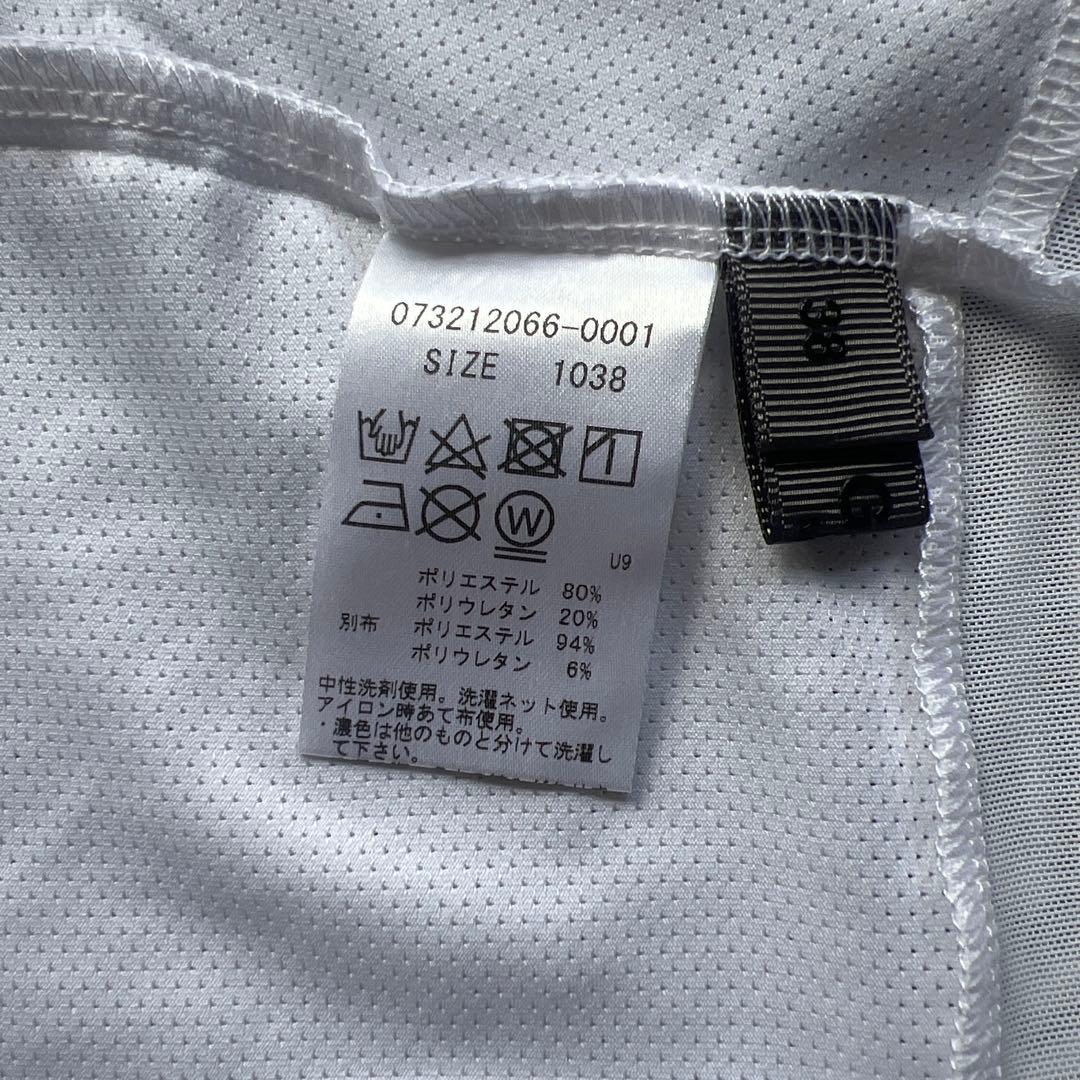 073212066-0001
SIZE 1038
W
U9
ポリエステル 80%
ポリウレタン 20%
別布 ポリエステル 94%
ポリウレタン 6%
中性洗剤使用。洗濯ネット使用。
アイロン時あて布使用。
・濃色は他のものと分けて洗濯し
て下さい。
88
G